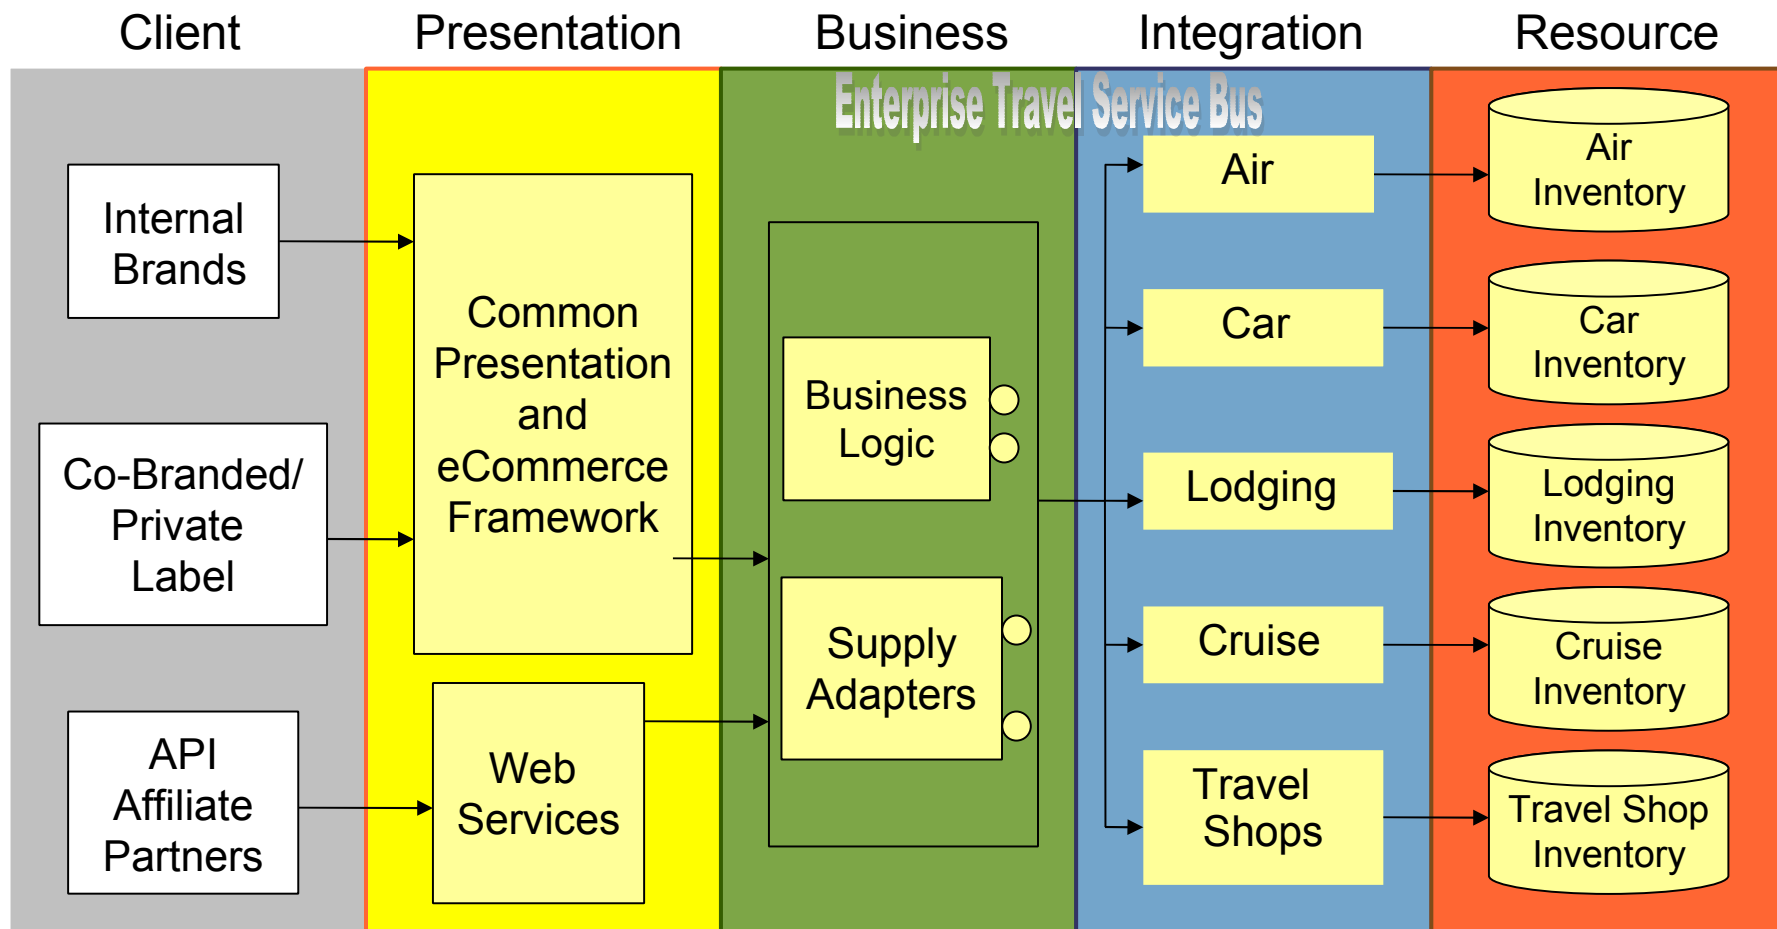 Client
Presentation
Business
Integration
Resource
Enterprise Travel Service Bus
Internal
Brands
Co-Branded/
Private
Label
API
Affiliate
Partners
Common
Presentation
and
eCommerce
Framework
Web
Services
Business
Logic
Supply
Adapters
Air
Car
Lodging
Cruise
Travel
Shops
Air
Inventory
Car
Inventory
Lodging
Inventory
Cruise
Inventory
Travel Shop
Inventory